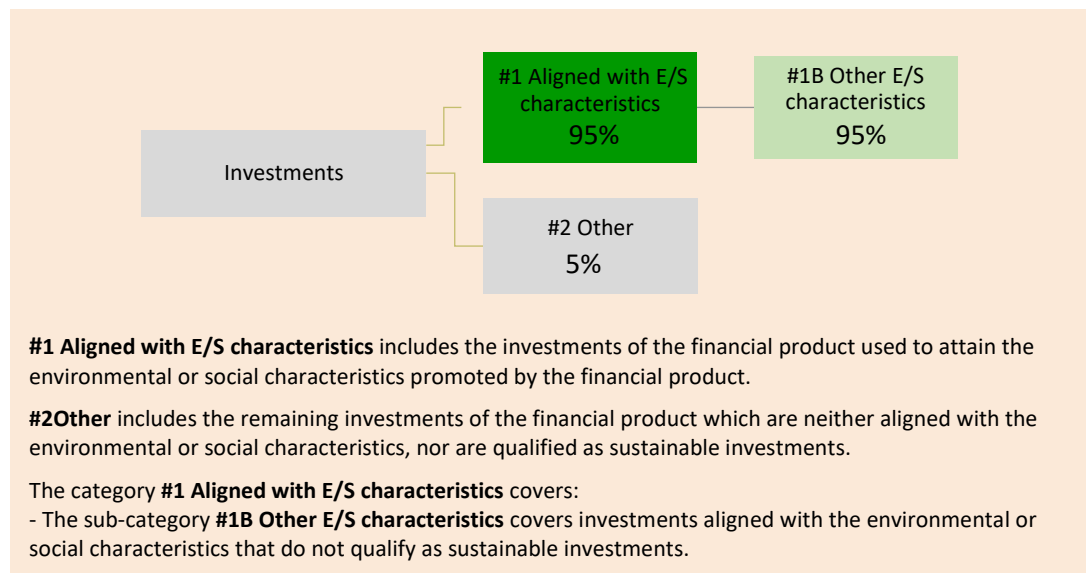 #1 Aligned with E/S
characteristics
95%
#1B Other E/S
characteristics
95%
Investments
#2 Other
5%
#1 Aligned with E/S characteristics includes the investments of the financial product used to attain the
environmental or social characteristics promoted by the financial product.
#2Other includes the remaining investments of the financial product which are neither aligned with the
environmental or social characteristics, nor are qualified as sustainable investments.
The category #1 Aligned with E/S characteristics covers:
- The sub-category #1B Other E/S characteristics covers investments aligned with the environmental or
social characteristics that do not qualify as sustainable investments.